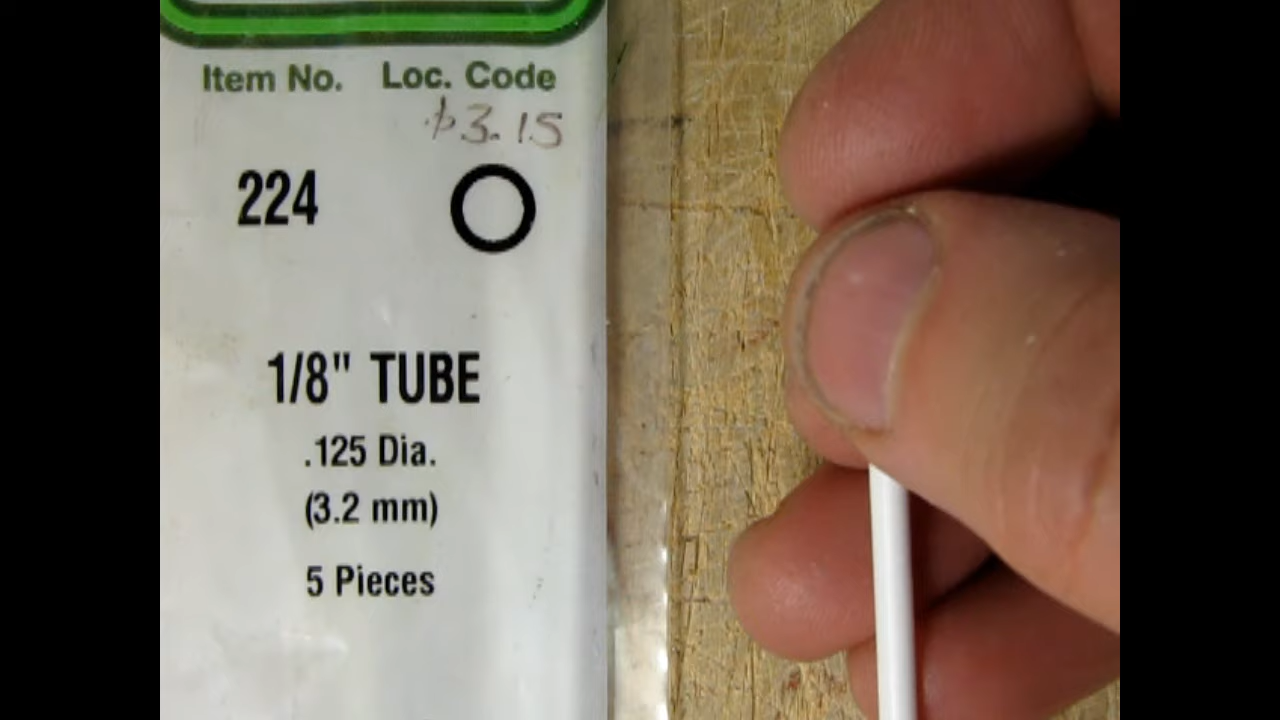 Item No. Loc. Code
$3.15
224
1/8" TUBE
.125 Dia.
(3.2 mm)
5 Pieces